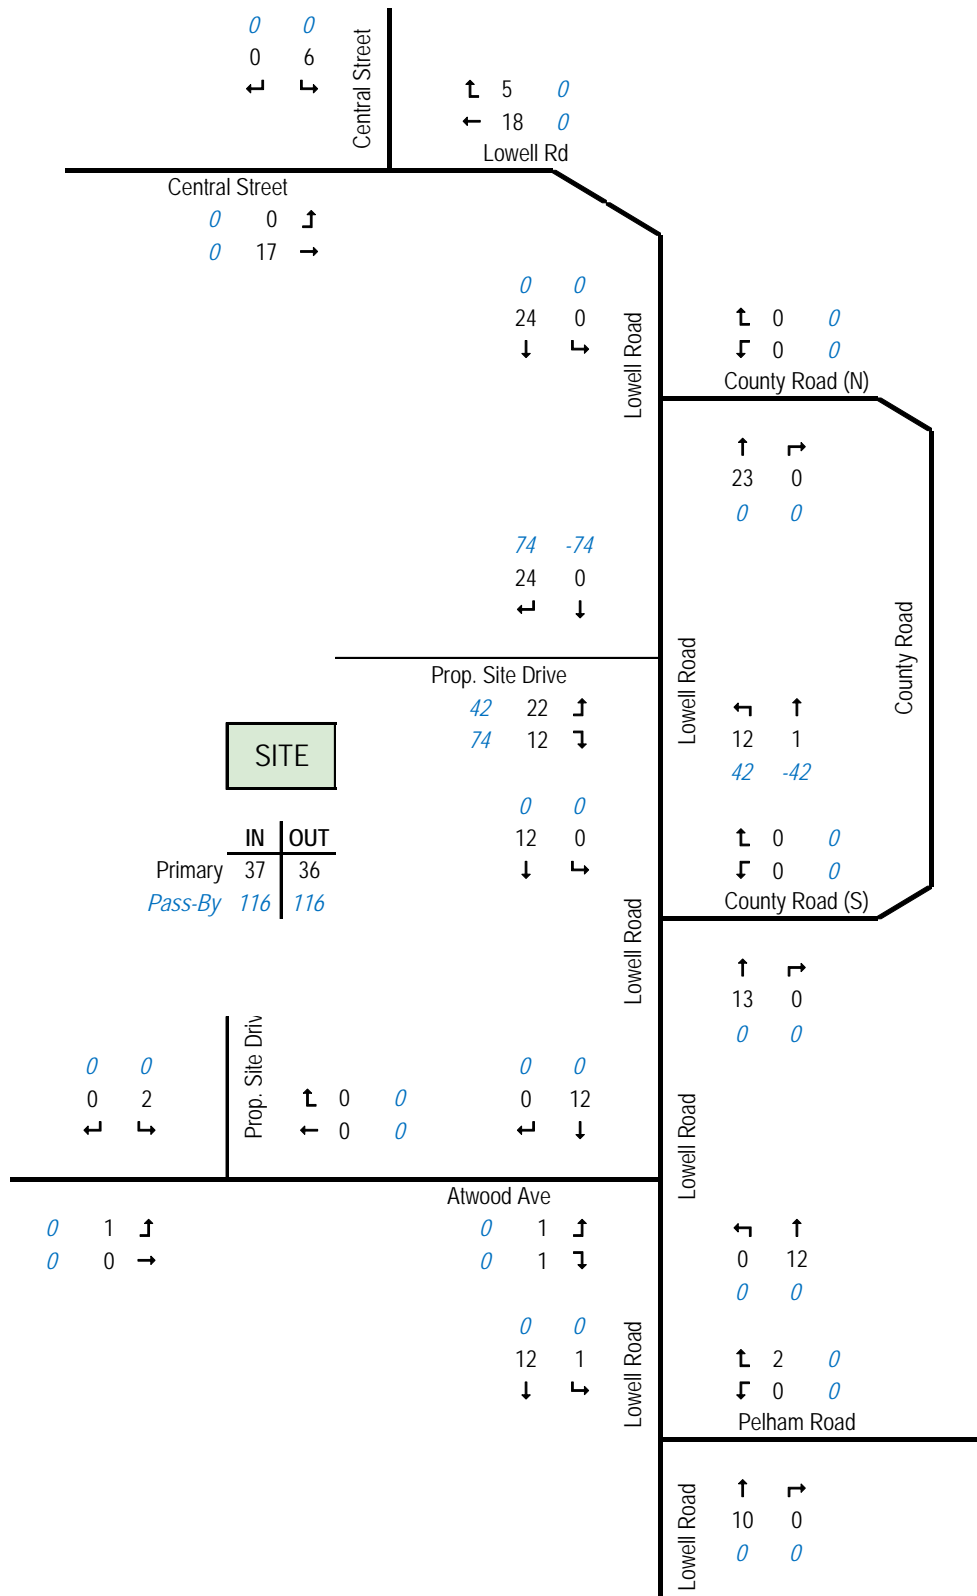 0 0
0 6
Central Street
5 0
18 0
Lowell Rd
Central Street
0 0
0 17
0 0
24 0
Lowell Road
0 0
0 0
County Road (N)
23 0
0 0
74 -74
24 0
Prop. Site Drive
42 22
74 12
Lowell Road
12 1
42 -42
County Road
SITE
IN OUT
Primary 37 36
Pass-By 116 116
0 0
12 0
Lowell Road
0 0
0 0
County Road (S)
13 0
0 0
0 0
0 2
Prop. Site Driv
0 0
0 0
0 0
0 12
Lowell Road
Atwood Ave
0 1
0 0
0 1
0 1
0 12
0 0
0 0
12 1
Lowell Road
2 0
0 0
Pelham Road
Lowell Road
10 0
0 0